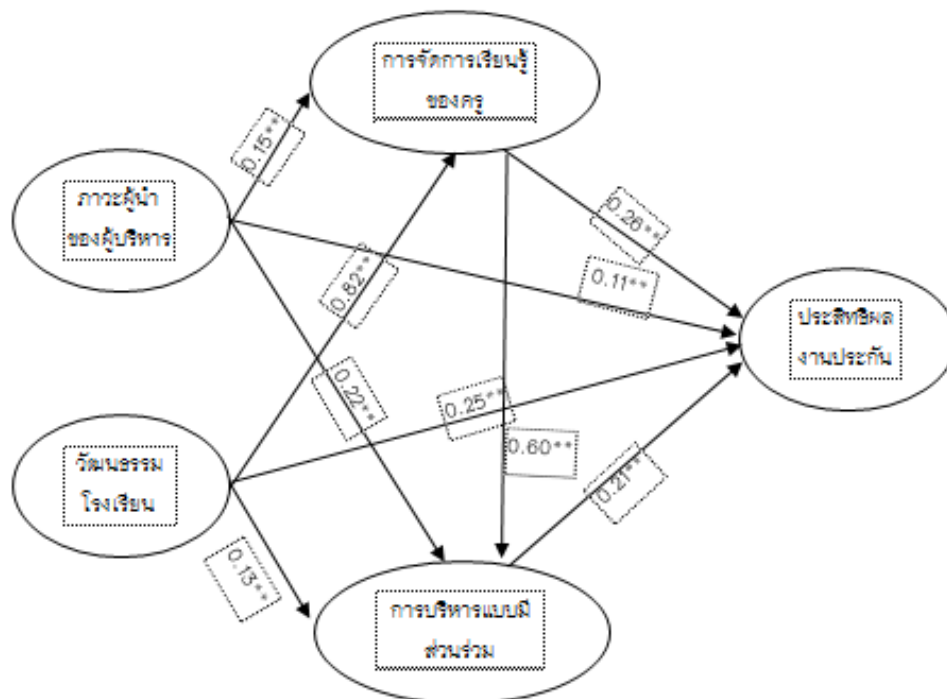 การจัดการเรียนรู้
ของครู
0.15**
ภาวะผู้นำ
ของผู้บริหาร
0.26**
0.82**
0.11**
ประสิทธิผล
งานประกัน
0.22**
0.25**
วัฒนธรรม
โรงเรียน
0.60**
0.21**
0.13**
การบริหารแบบมี
ส่วนร่วม